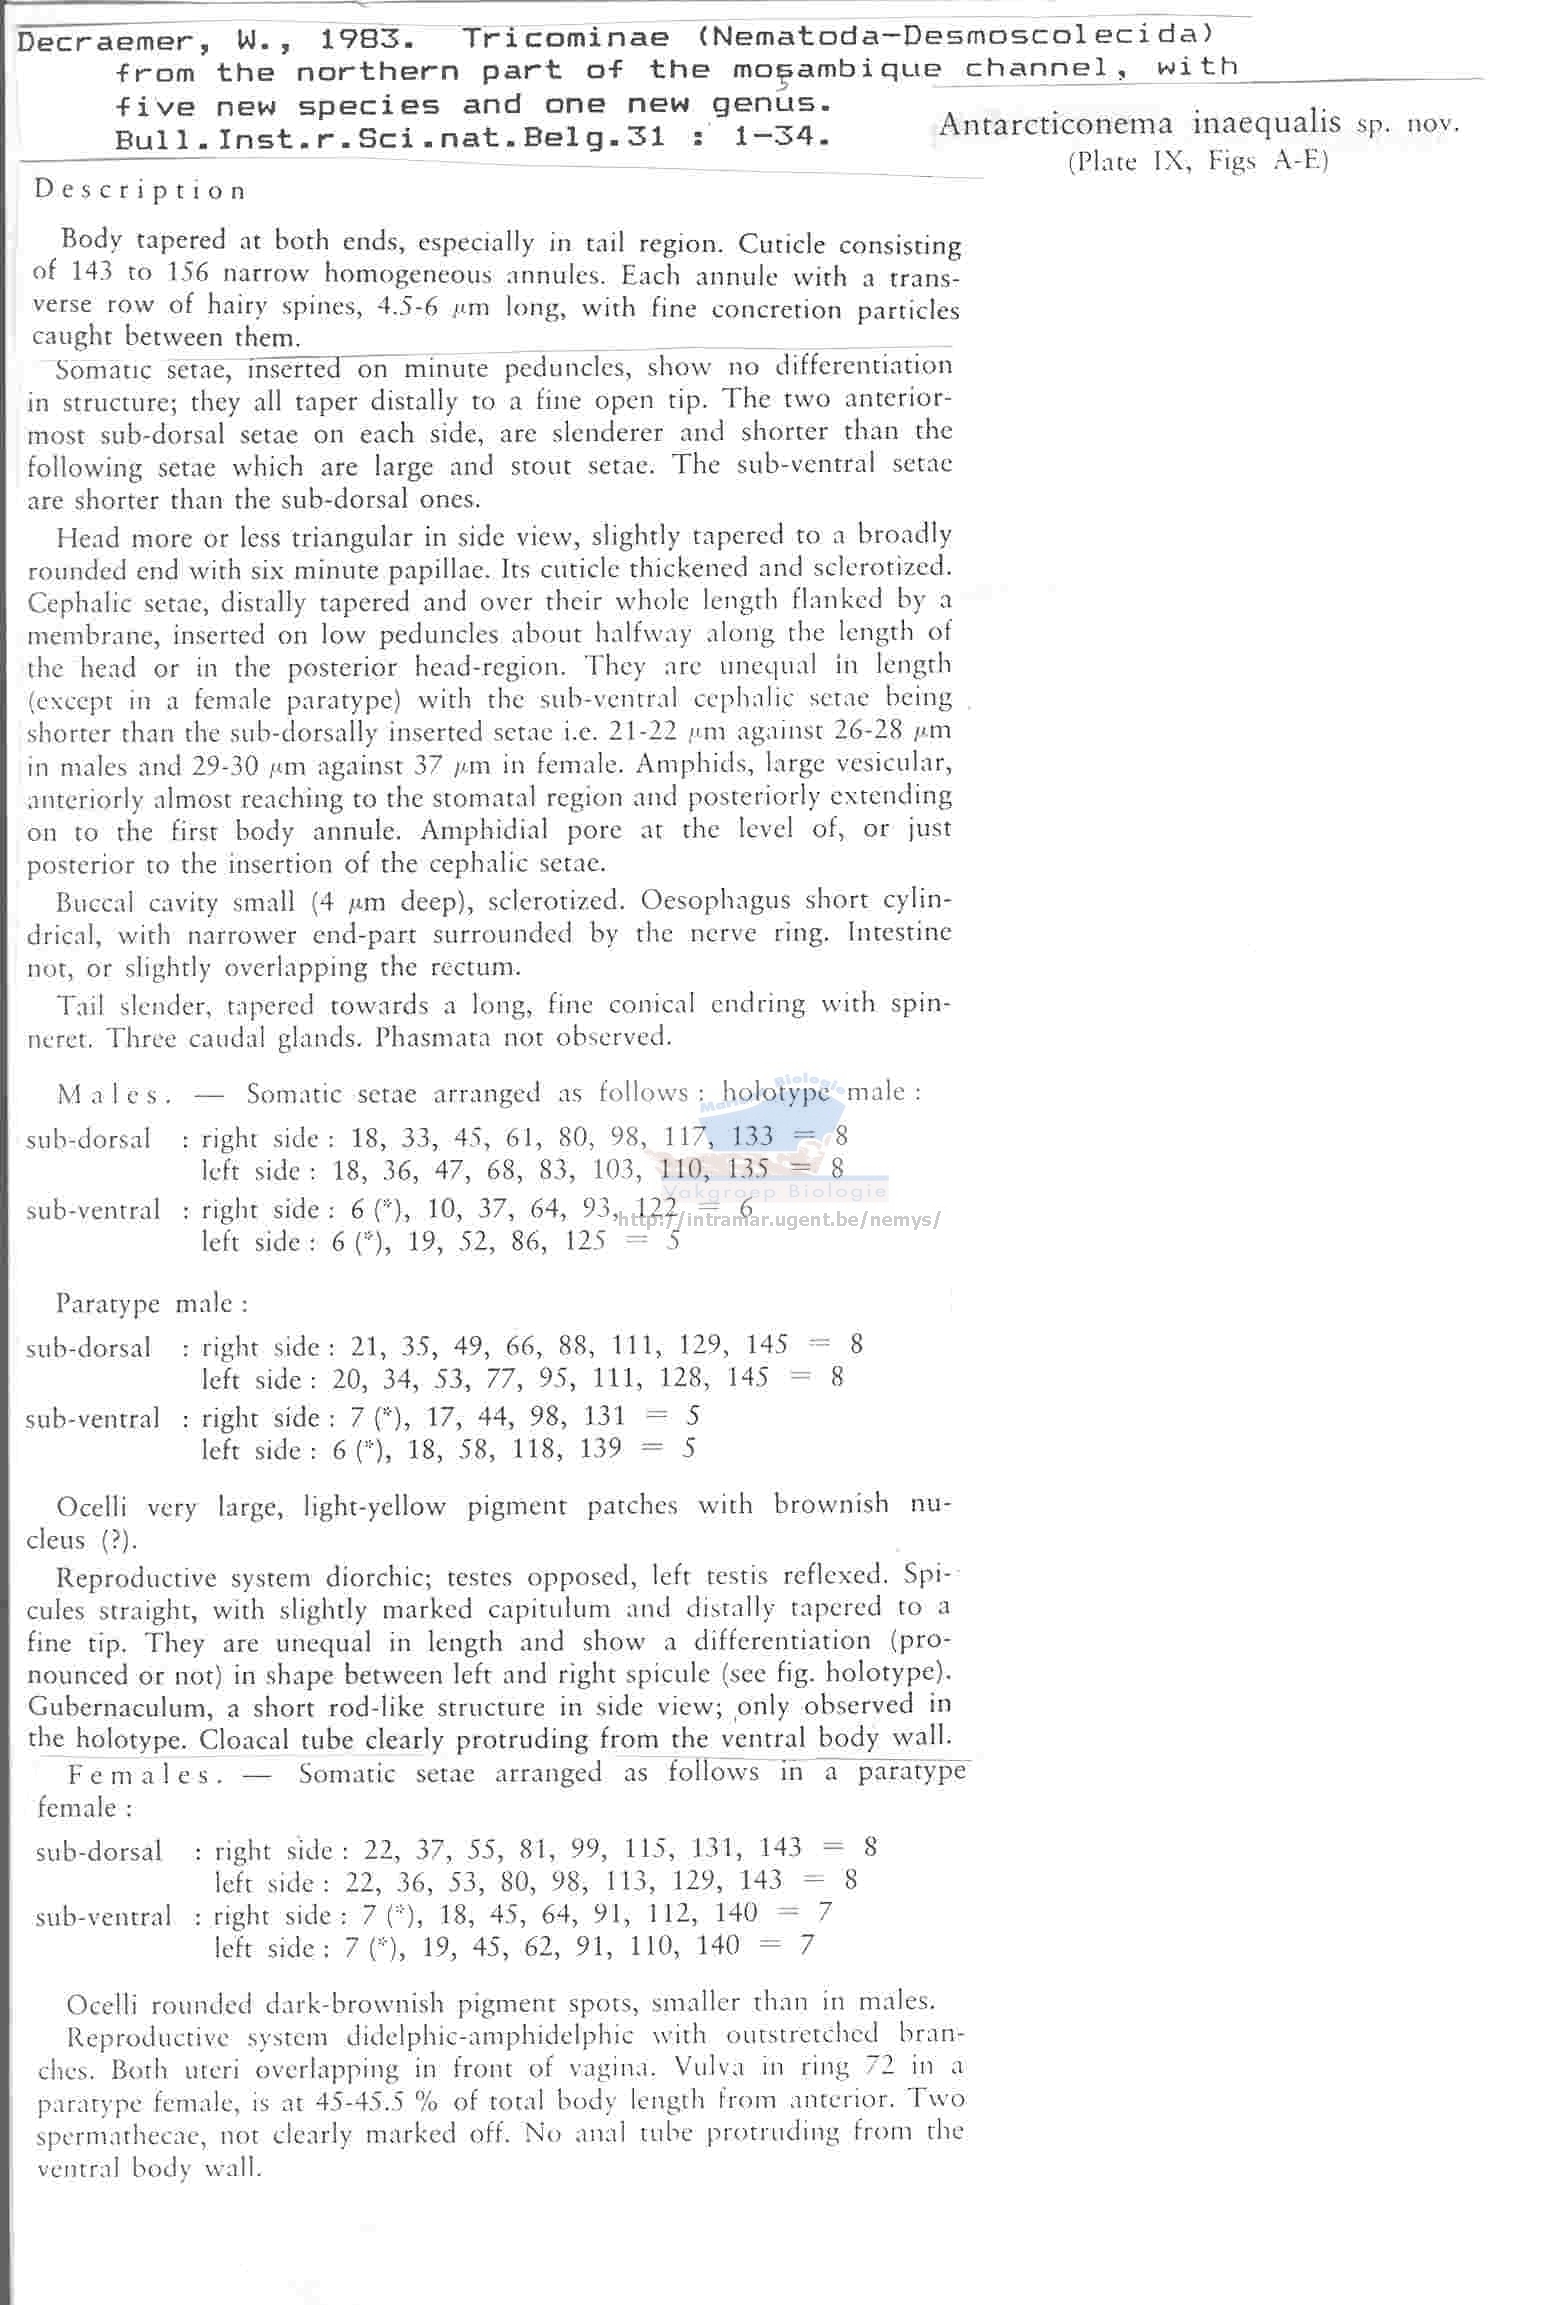 Decraemer, W., 1983. Tricominae (Nematoda-Desmoscolecida)
from the northern part of the moşambique channel, with
five new species and one new genus.
Bull.Inst.r.Sci.nat.Belg.31 : 1-34.
Antarcticonema inaequalis sp. nov.
(Plate IX, Figs A-E)
Description
Body tapered at both ends, especially in tail region. Cuticle consisting
of 143 to 156 narrow homogeneous annules. Each annule with a trans-
verse row of hairy spines, 4.5-6 µm long, with fine concretion particles
caught between them.
Somatic setae, inserted on minute peduncles, show no differentiation
in structure; they all taper distally to a fine open tip. The two anterior-
most sub-dorsal setae on each side, are slenderer and shorter than the
following setae which are large and stout setae. The sub-ventral setae
are shorter than the sub-dorsal ones.
Head more or less triangular in side view, slightly tapered to a broadly
rounded end with six minute papillae. Its cuticle thickened and sclerotized.
Cephalic setae, distally tapered and over their whole length flanked by a
membrane, inserted on low peduncles about halfway along the length of
the head or in the posterior head-region. They are unequal in length
(except in a female paratype) with the sub-ventral cephalic setae being
shorter than the sub-dorsally inserted setae i.e. 21-22 µm against 26-28 µm
in males and 29-30 µm against 37 µm in female. Amphids, large vesicular,
anteriorly almost reaching to the stomatal region and posteriorly extending
on to the first body annule. Amphidial pore at the level of, or just
posterior to the insertion of the cephalic setae.
Buccal cavity small (4 µm deep), sclerotized. Oesophagus short cylin-
drical, with narrower end-part surrounded by the nerve ring. Intestine
not, or slightly overlapping the rectum.
Tail slender, tapered towards a long, fine conical endring with spin-
neret. Three caudal glands. Phasmata not observed.
Males. — Somatic setae arranged as follows : holotype male :
sub-dorsal : right side : 18, 33, 45, 61, 80, 98, 117, 133 = 8
left side : 18, 36, 47, 68, 83, 103, 110, 135 = 8
sub-ventral : right side : 6 (*), 10, 37, 64, 93, 122 = 6
left side : 6 (*), 19, 52, 86, 125 = 5
Marine Biologie
Vakgroep Biologie
http://intramar.ugent.be/nemys/
Paratype male :
sub-dorsal : right side : 21, 35, 49, 66, 88, 111, 129, 145 = 8
left side : 20, 34, 53, 77, 95, 111, 128, 145 = 8
sub-ventral : right side : 7 (*), 17, 44, 98, 131 = 5
left side : 6 (*), 18, 58, 118, 139 = 5
Ocelli very large, light-yellow pigment patches with brownish nu-
cleus (?).
Reproductive system diorchic; testes opposed, left testis reflexed. Spi-
cules straight, with slightly marked capitulum and distally tapered to a
fine tip. They are unequal in length and show a differentiation (pro-
nounced or not) in shape between left and right spicule (see fig. holotype).
Gubernaculum, a short rod-like structure in side view; only observed in
the holotype. Cloacal tube clearly protruding from the ventral body wall.
Females. — Somatic setae arranged as follows in a paratype
female :
sub-dorsal : right side : 22, 37, 55, 81, 99, 115, 131, 143 = 8
left side : 22, 36, 53, 80, 98, 113, 129, 143 = 8
sub-ventral : right side : 7 (*), 18, 45, 64, 91, 112, 140 = 7
left side : 7 (*), 19, 45, 62, 91, 110, 140 = 7
Ocelli rounded dark-brownish pigment spots, smaller than in males.
Reproductive system didelphic-amphidelphic with outstretched bran-
ches. Both uteri overlapping in front of vagina. Vulva in ring 72 in a
paratype female, is at 45-45.5 % of total body length from anterior. Two
spermathecae, not clearly marked off. No anal tube protruding from the
ventral body wall.